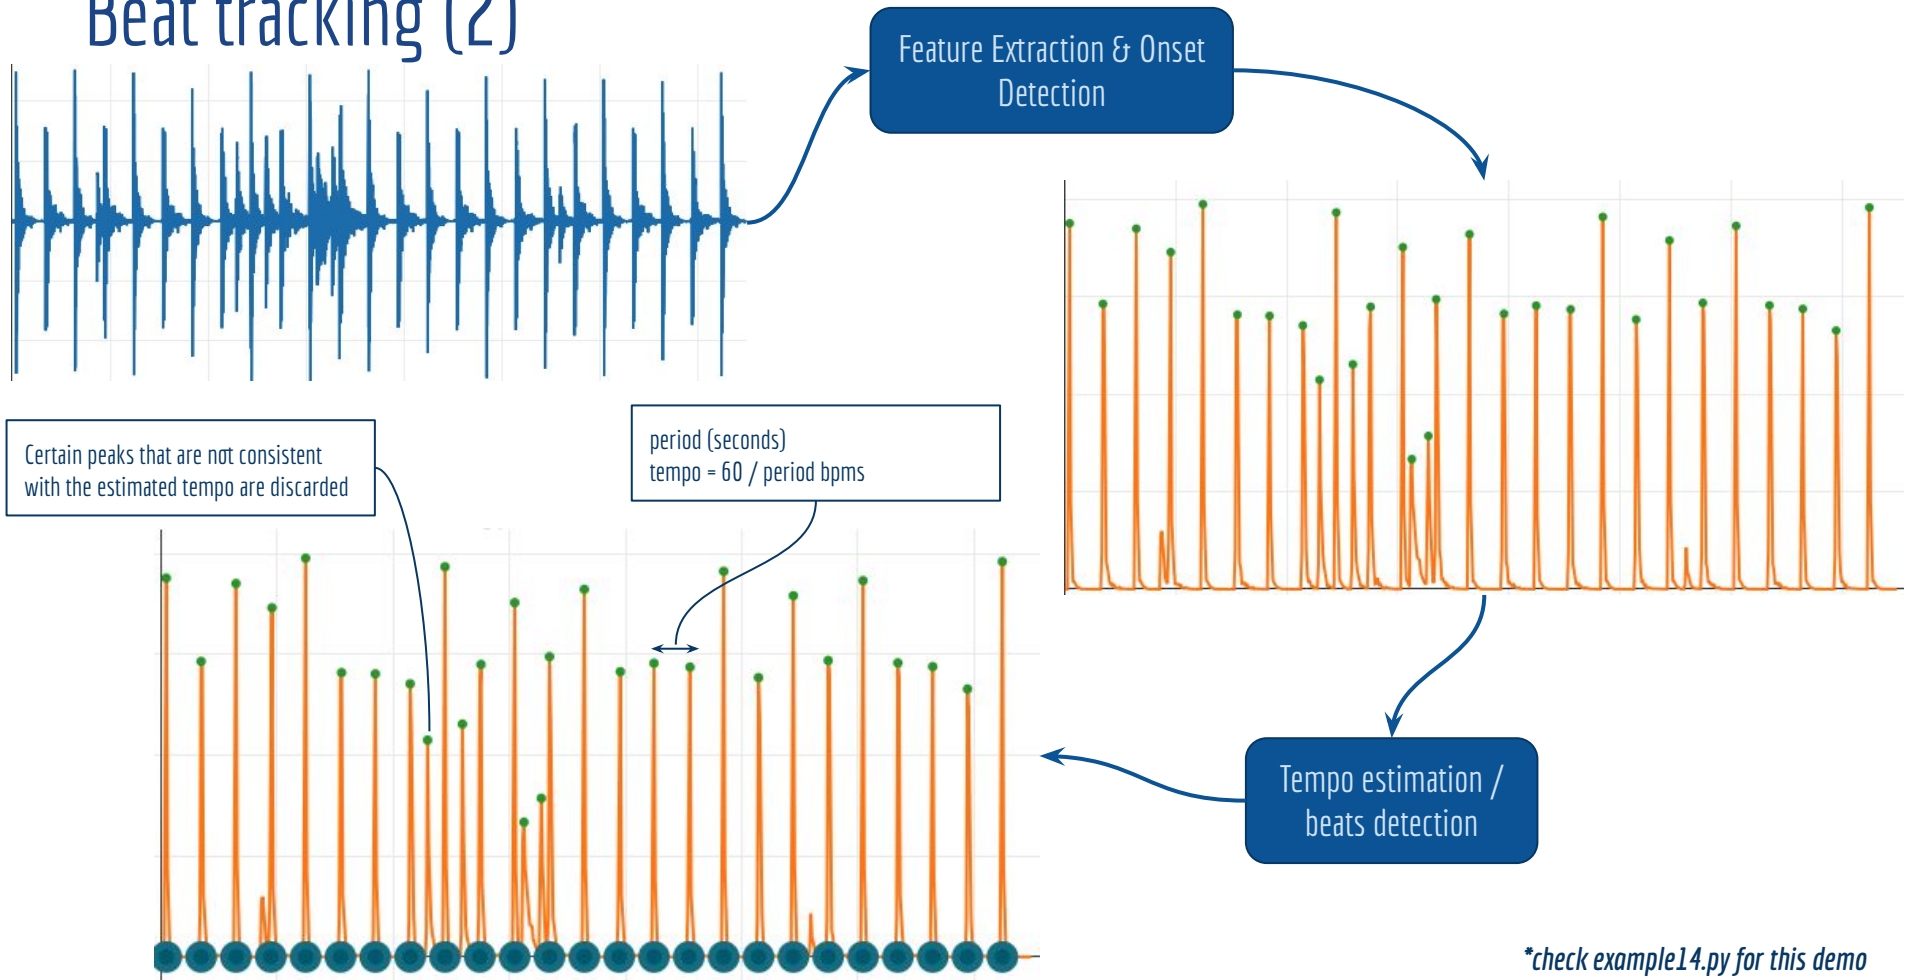 Beat tracking (2)
Feature Extraction & Onset
Detection
Certain peaks that are not consistent
with the estimated tempo are discarded
period (seconds)
tempo = 60 / period bpms
Tempo estimation /
beats detection
*check example14.py for this demo